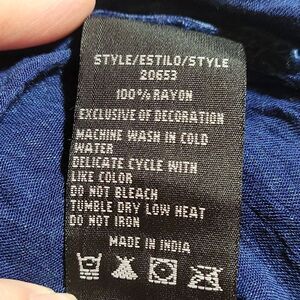 STYLE/ESTILO/STYLE
20653
100% RAYON
EXCLUSIVE OF DECORATION
MACHINE WASH IN COLD
WATER
DELICATE CYCLE WITH
LIKE COLOR
DO NOT BLEACH
TUMBLE DRY LOW HEAT
DO NOT IRON
MADE IN INDIA